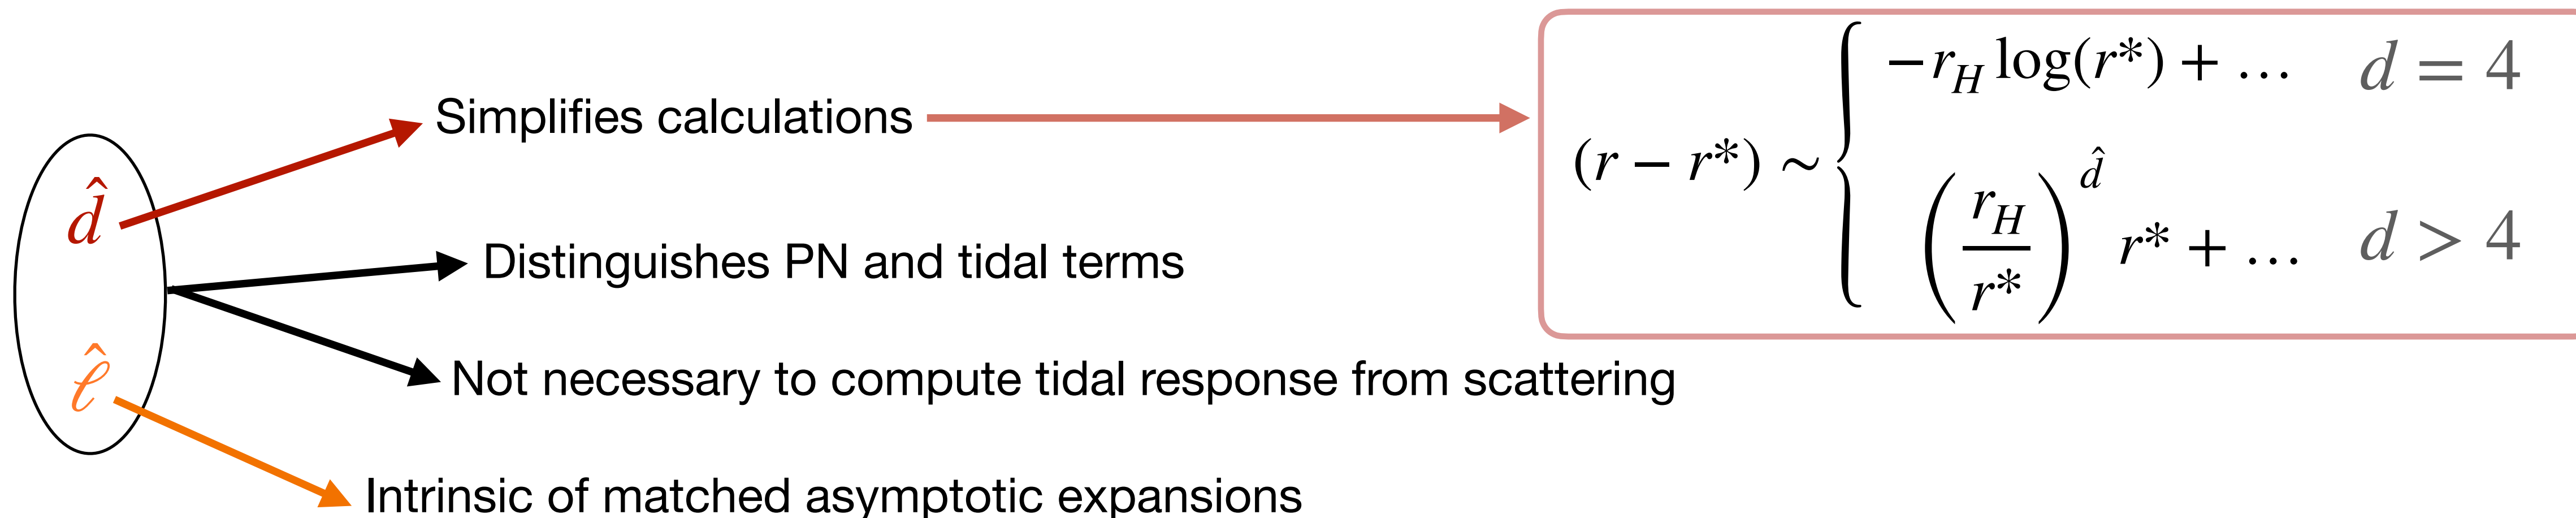 Simplifies calculations
(r − r*) ∼ { −r_H log(r*) + … d = 4
(r_H / r*)^d̂ r* + … d > 4
d̂
Distinguishes PN and tidal terms
ℓ̂
Not necessary to compute tidal response from scattering
Intrinsic of matched asymptotic expansions